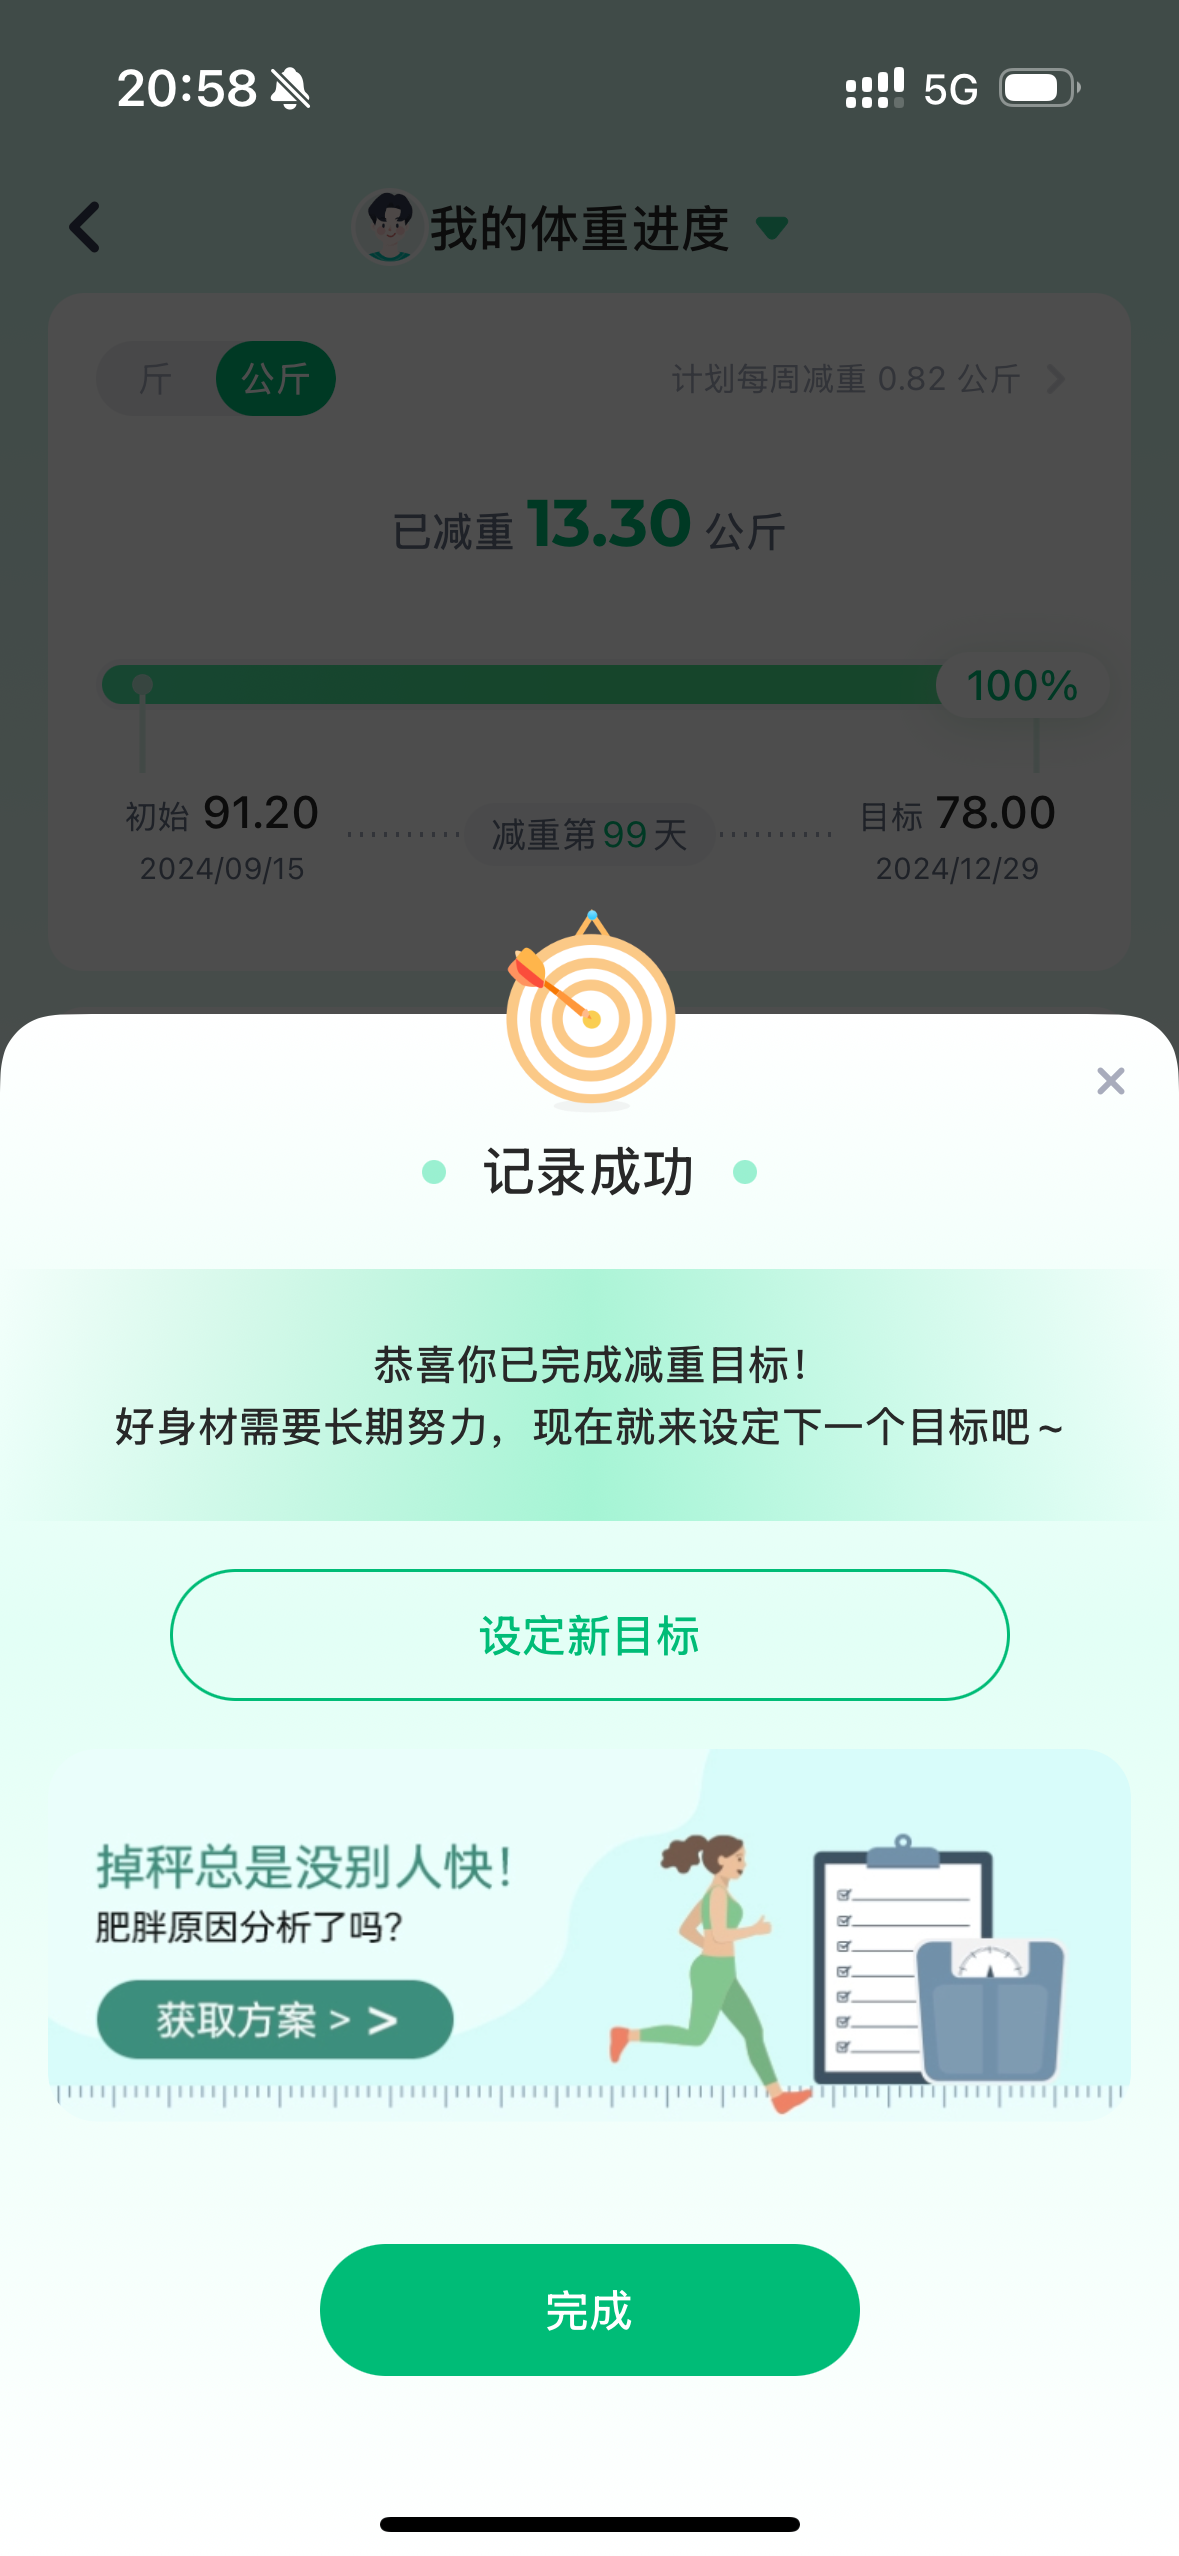 20:58
5G
我的体重进度
斤 公斤
计划每周减重 0.82 公斤
已减重 13.30 公斤
100%
初始 91.20
减重第99天
目标 78.00
2024/09/15
2024/12/29
记录成功
恭喜你已完成减重目标！
好身材需要长期努力，现在就来设定下一个目标吧～
设定新目标
掉秤总是没别人快！
肥胖原因分析了吗？
获取方案 > >
完成